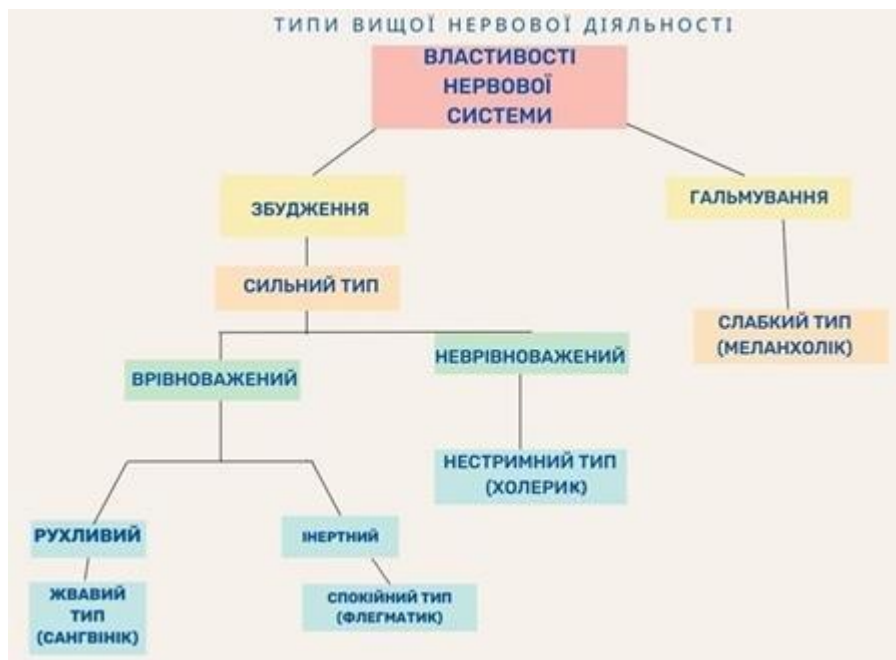 ТИПИ ВИЩОЇ НЕРВОВОЇ ДІЯЛЬНОСТІ
ВЛАСТИВОСТІ
НЕРВОВОЇ
СИСТЕМИ
ЗБУДЖЕННЯ
ГАЛЬМУВАННЯ
СИЛЬНИЙ ТИП
СЛАБКИЙ ТИП
(МЕЛАНХОЛІК)
ВРІВНОВАЖЕНИЙ
НЕВРІВНОВАЖЕНИЙ
НЕСТРИМНИЙ ТИП
(ХОЛЕРИК)
РУХЛИВИЙ
ІНЕРТНИЙ
ЖВАВИЙ
ТИП
(САНГВІНІК)
СПОКІЙНИЙ ТИП
(ФЛЕГМАТИК)